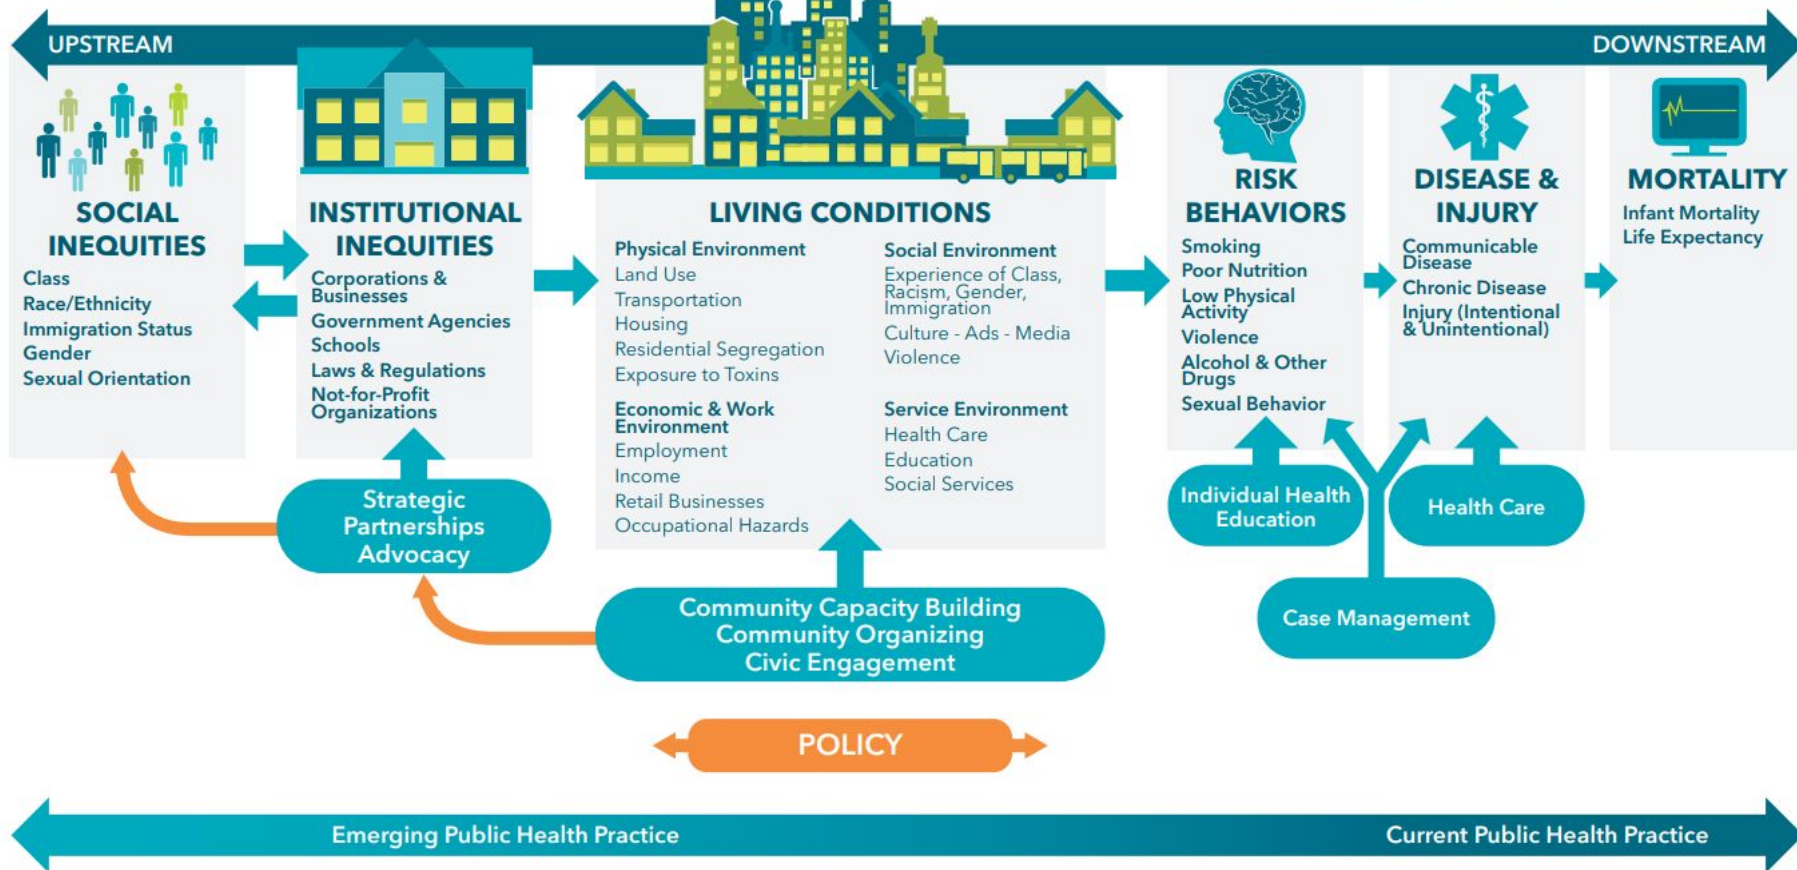 UPSTREAM
DOWNSTREAM
SOCIAL
INEQUITIES
Class
Race/Ethnicity
Immigration Status
Gender
Sexual Orientation
INSTITUTIONAL
INEQUITIES
Corporations &
Businesses
Government Agencies
Schools
Laws & Regulations
Not-for-Profit
Organizations
LIVING CONDITIONS
Physical Environment
Land Use
Transportation
Housing
Residential Segregation
Exposure to Toxins
Economic & Work
Environment
Employment
Income
Retail Businesses
Occupational Hazards
Social Environment
Experience of Class,
Racism, Gender,
Immigration
Culture - Ads - Media
Violence
Service Environment
Health Care
Education
Social Services
RISK
BEHAVIORS
Smoking
Poor Nutrition
Low Physical
Activity
Violence
Alcohol & Other
Drugs
Sexual Behavior
DISEASE &
INJURY
Communicable
Disease
Chronic Disease
Injury (Intentional
& Unintentional)
MORTALITY
Infant Mortality
Life Expectancy
Strategic
Partnerships
Advocacy
Individual Health
Education
Health Care
Community Capacity Building
Community Organizing
Civic Engagement
Case Management
POLICY
Emerging Public Health Practice
Current Public Health Practice